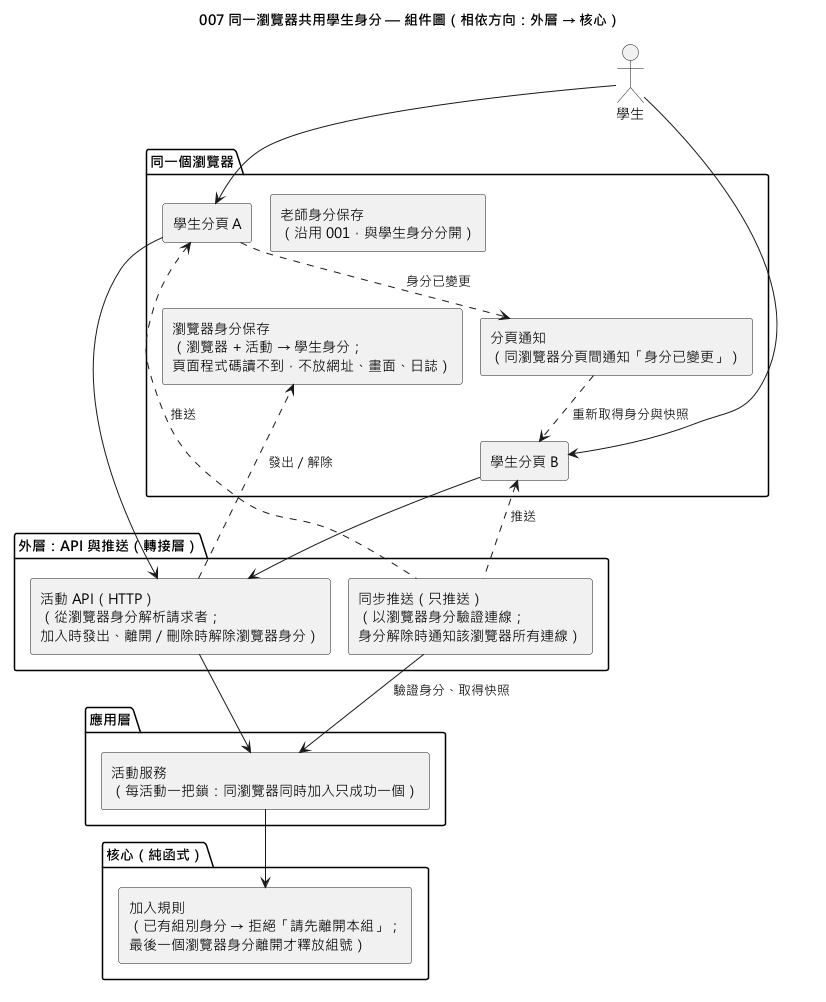 007 同一瀏覽器共用學生身分 — 組件圖（相依方向：外層 → 核心）
學生
同一個瀏覽器
學生分頁 A
老師身分保存
（沿用 001，與學生身分分開）
身分已變更
瀏覽器身分保存
（瀏覽器 + 活動 → 學生身分；
頁面程式碼讀不到，不放網址、畫面、日誌）
分頁通知
（同瀏覽器分頁間通知「身分已變更」）
推送
重新取得身分與快照
發出 / 解除
學生分頁 B
推送
外層：API 與推送（轉接層）
活動 API（HTTP）
（從瀏覽器身分解析請求者；
加入時發出、離開 / 刪除時解除瀏覽器身分）
同步推送（只推送）
（以瀏覽器身分驗證連線；
身分解除時通知該瀏覽器所有連線）
驗證身分、取得快照
應用層
活動服務
（每活動一把鎖：同瀏覽器同時加入只成功一個）
核心（純函式）
加入規則
（已有組別身分 → 拒絕「請先離開本組」；
最後一個瀏覽器身分離開才釋放組號）